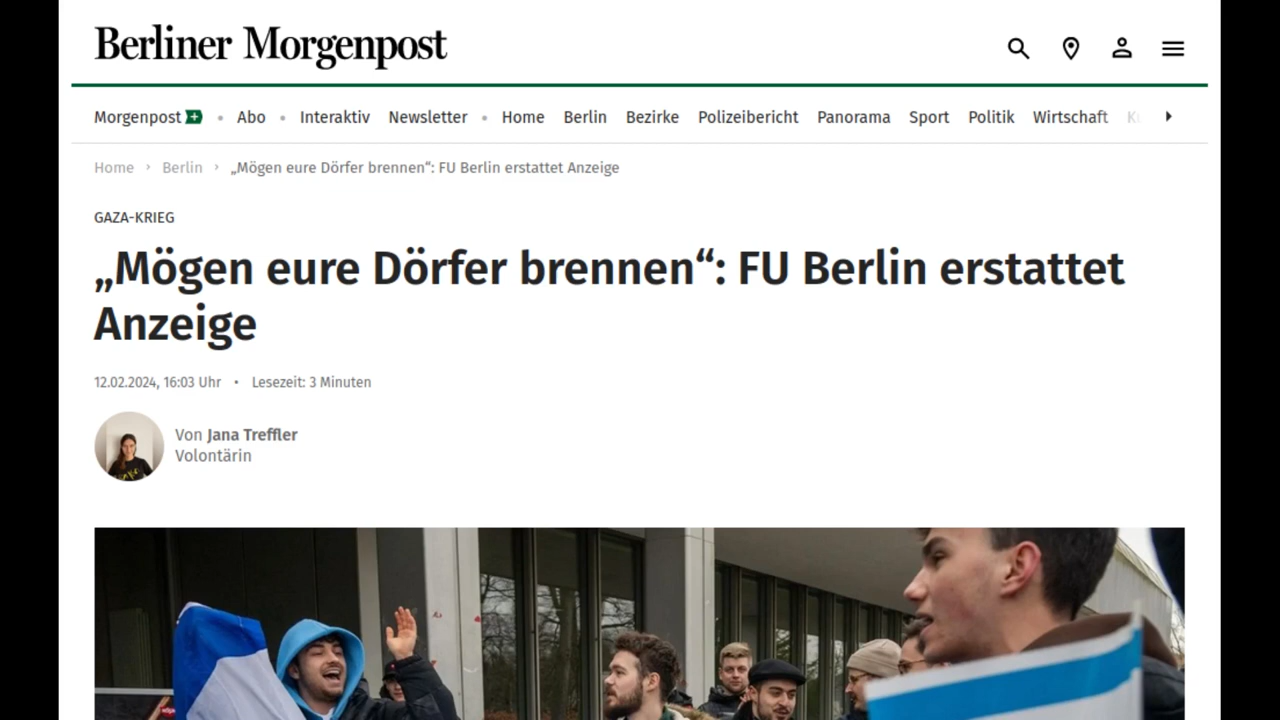 Berliner Morgenpost
Morgenpost + • Abo • Interaktiv Newsletter • Home Berlin Bezirke Polizeibericht Panorama Sport Politik Wirtschaft
Home › Berlin › „Mögen eure Dörfer brennen“: FU Berlin erstattet Anzeige
GAZA-KRIEG
„Mögen eure Dörfer brennen“: FU Berlin erstattet
Anzeige
12.02.2024, 16:03 Uhr • Lesezeit: 3 Minuten
Von Jana Treffler
Volontärin